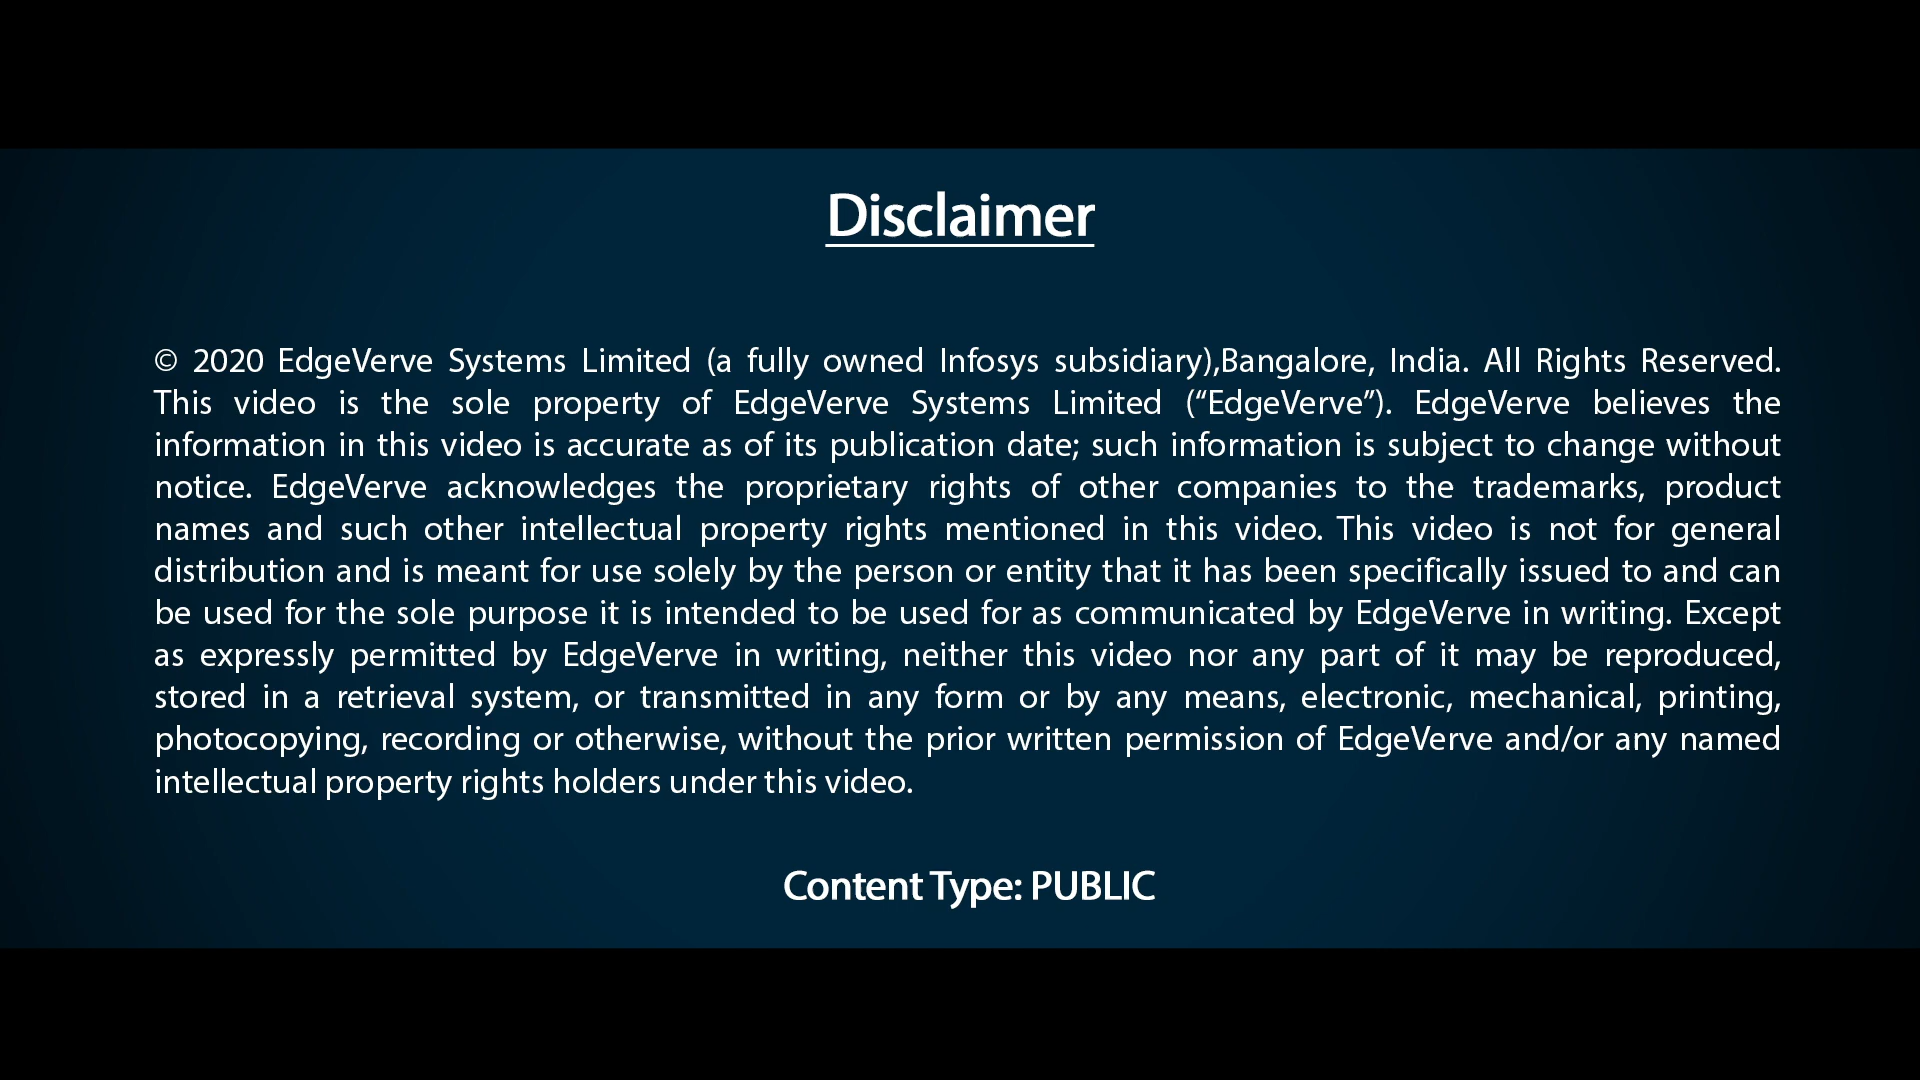 Disclaimer
© 2020 EdgeVerve Systems Limited (a fully owned Infosys subsidiary),Bangalore, India. All Rights Reserved.
This video is the sole property of EdgeVerve Systems Limited (“EdgeVerve”). EdgeVerve believes the
information in this video is accurate as of its publication date; such information is subject to change without
notice. EdgeVerve acknowledges the proprietary rights of other companies to the trademarks, product
names and such other intellectual property rights mentioned in this video. This video is not for general
distribution and is meant for use solely by the person or entity that it has been specifically issued to and can
be used for the sole purpose it is intended to be used for as communicated by EdgeVerve in writing. Except
as expressly permitted by EdgeVerve in writing, neither this video nor any part of it may be reproduced,
stored in a retrieval system, or transmitted in any form or by any means, electronic, mechanical, printing,
photocopying, recording or otherwise, without the prior written permission of EdgeVerve and/or any named
intellectual property rights holders under this video.
Content Type: PUBLIC